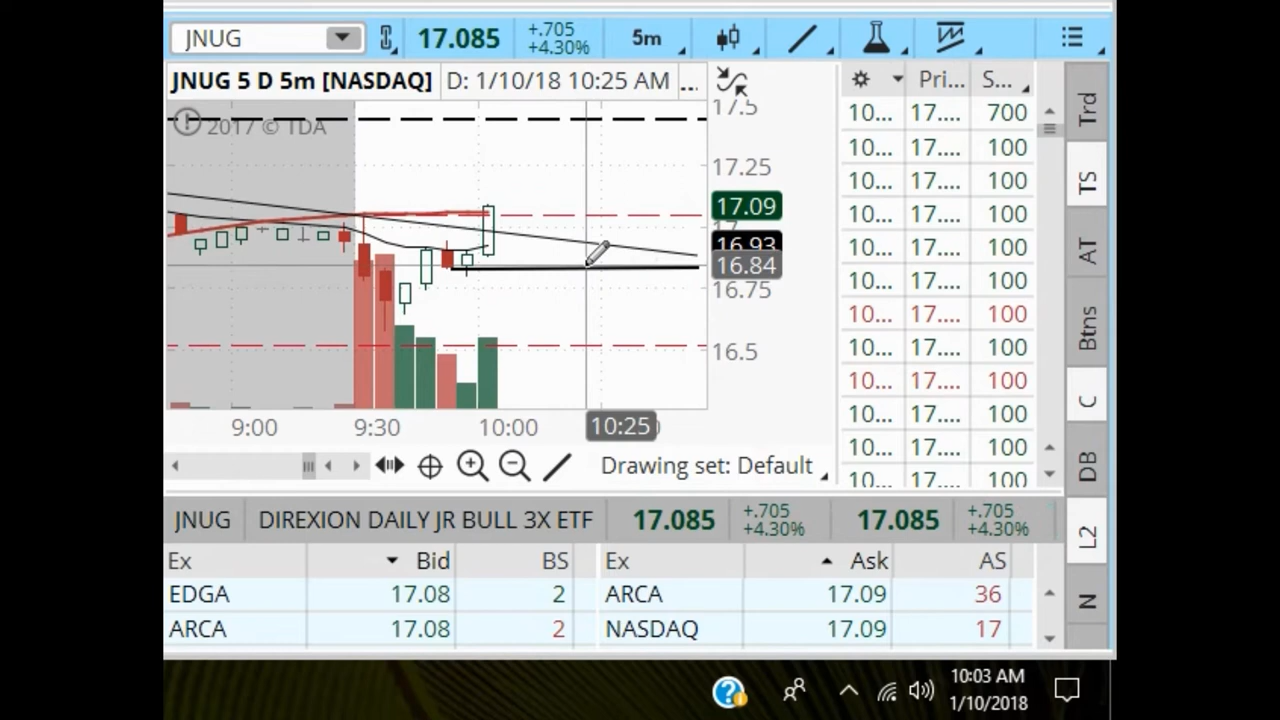 JNUG 17.085 +.705 5m
+4.30%
JNUG 5 D 5m [NASDAQ] D: 1/10/18 10:25 AM ... Pri... S...
2017 © TDA
17.5
17.25
17.09
16.93
16.84
16.75
16.5
9:00 9:30 10:00 10:25
10... 17.... 700
10... 17.... 100
10... 17.... 100
10... 17.... 100
10... 17.... 100
10... 17.... 100
10... 17.... 100
10... 17.... 100
10... 17.... 100
10... 17.... 100
10... 17.... 100
10... 17.... 100
Trd
TS
AT
Btns
C
DB
L2
N
Drawing set: Default
JNUG DIREXION DAILY JR BULL 3X ETF 17.085 +.705 17.085 +.705
+4.30% +4.30%
Ex Bid BS Ex Ask AS
EDGA 17.08 2 ARCA 17.09 36
ARCA 17.08 2 NASDAQ 17.09 17
10:03 AM
1/10/2018